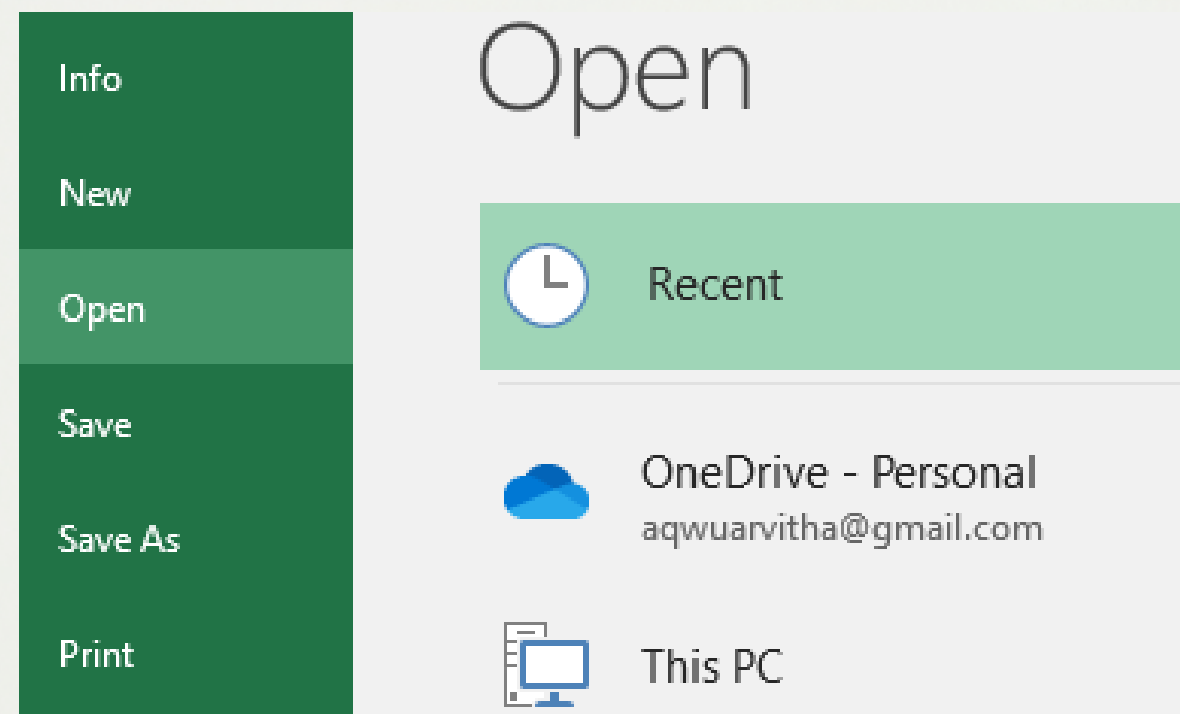 Info
New
Open
Save
Save As
Print
Open
Recent
OneDrive - Personal
aqwuarvitha@gmail.com
This PC